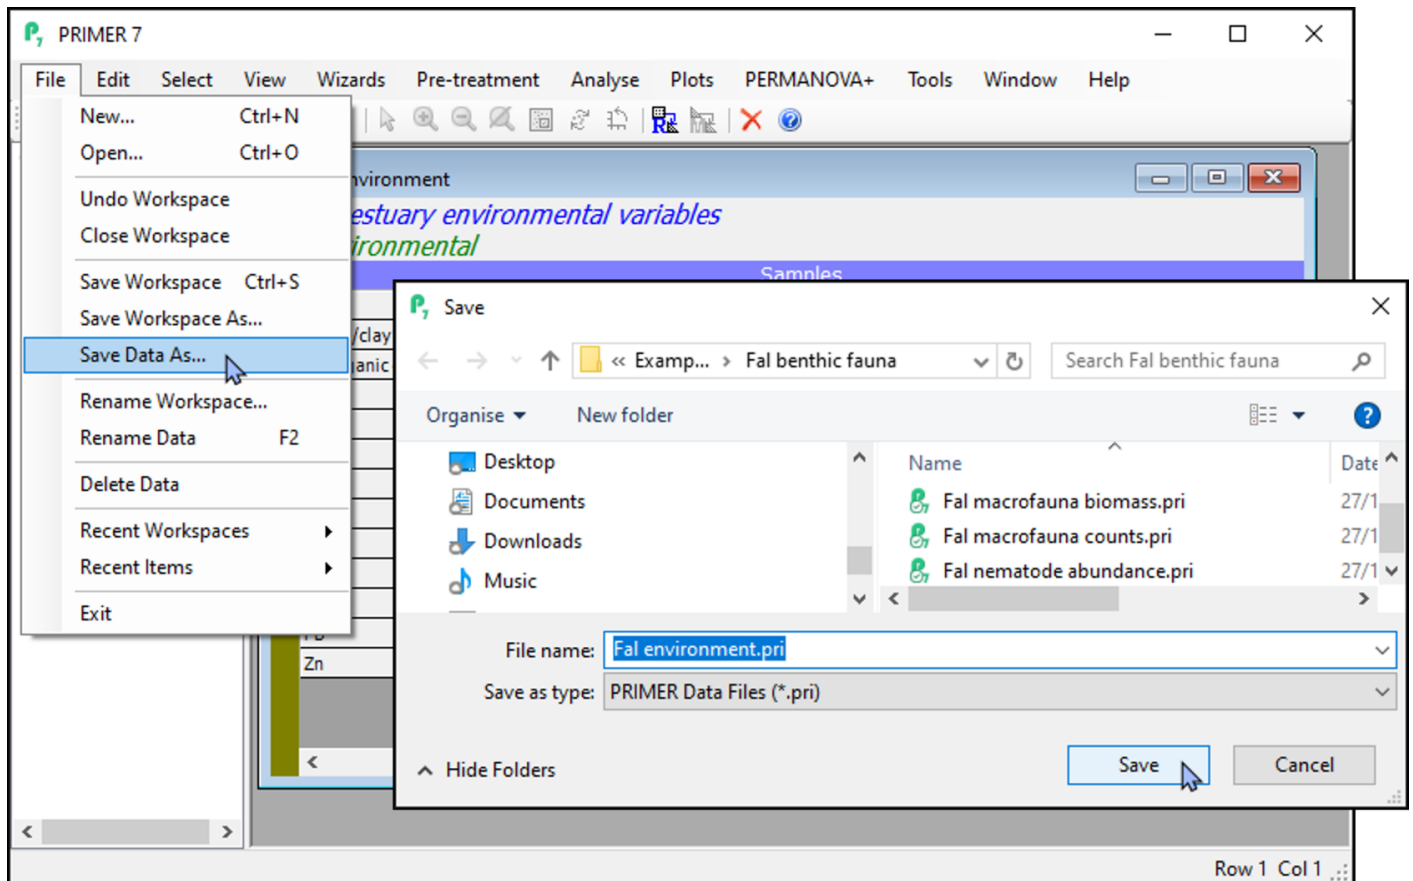 PRIMER 7
File Edit Select View Wizards Pre-treatment Analyse Plots PERMANOVA+ Tools Window Help
New... Ctrl+N
Open... Ctrl+O
Undo Workspace
Close Workspace
Save Workspace Ctrl+S
Save Workspace As...
Save Data As...
Rename Workspace...
Rename Data F2
Delete Data
Recent Workspaces
Recent Items
Exit
nvironment
estuary environmental variables
ironmental
Samples
/clay
anic
Zn
Save
« Examp... › Fal benthic fauna
Search Fal benthic fauna
Organise New folder
Desktop
Documents
Downloads
Music
Name Date
Fal macrofauna biomass.pri 27/1
Fal macrofauna counts.pri 27/1
Fal nematode abundance.pri 27/1
File name: Fal environment.pri
Save as type: PRIMER Data Files (*.pri)
Hide Folders
Save Cancel
Row 1 Col 1